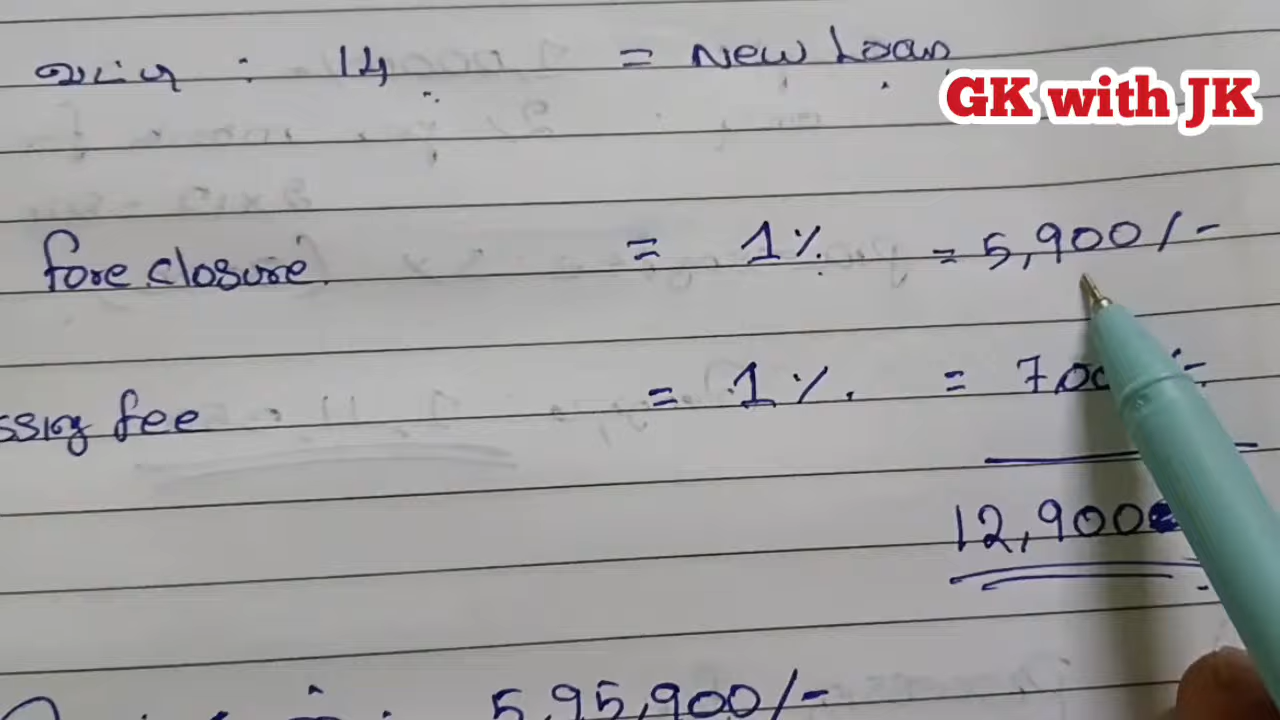 வட்டி : 14 = New Loan
GK with JK
fore closure = 1% = 5,900/-
ssing fee = 1%. = 7,00
12,900
5,95,900/-